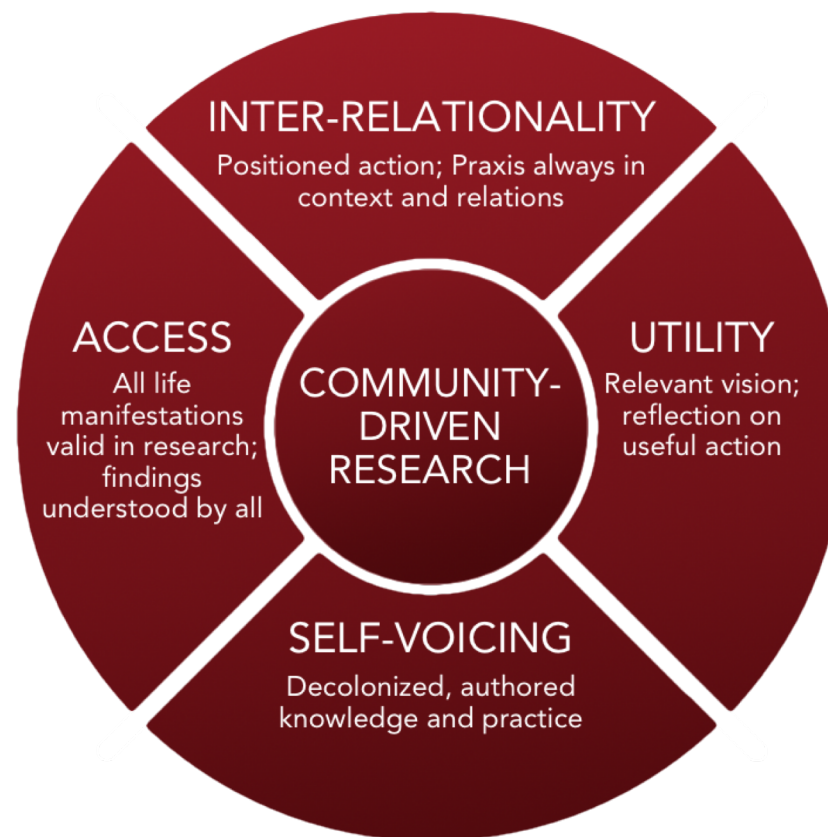 INTER-RELATIONALITY
Positioned action; Praxis always in
context and relations
ACCESS
All life
manifestations
valid in research;
findings
understood by all
COMMUNITY-
DRIVEN
RESEARCH
UTILITY
Relevant vision;
reflection on
useful action
SELF-VOICING
Decolonized, authored
knowledge and practice